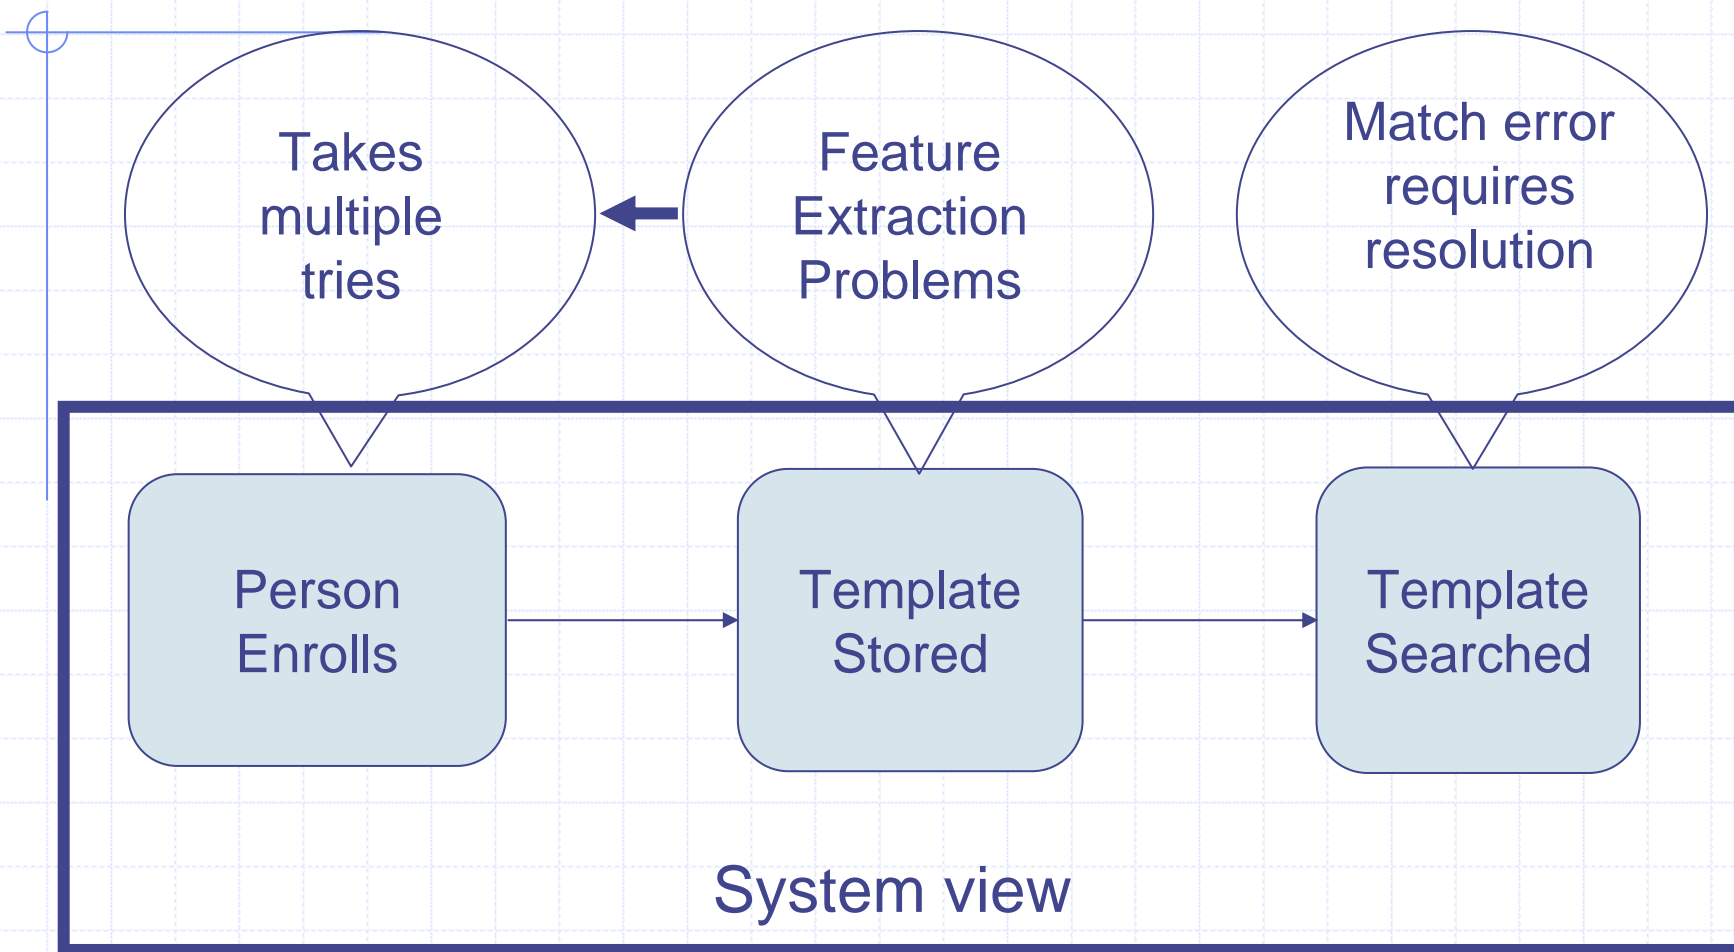 Takes
multiple
tries
Feature
Extraction
Problems
Match error
requires
resolution
Person
Enrolls
Template
Stored
Template
Searched
System view